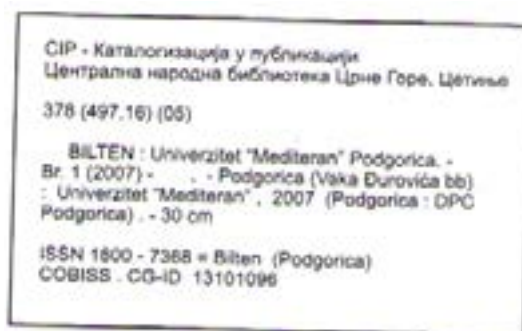 CIP - Каталогизација у публикацији
Централна народна библиотека Црне Горе, Цетиње
378 (497.16) (05)
BILTEN : Univerzitet "Mediteran" Podgorica. -
Br. 1 (2007) - . - Podgorica (Vaka Đurovića bb)
: Univerzitet "Mediteran" , 2007 (Podgorica : DPC
Podgorica) . - 30 cm
ISSN 1800 - 7368 = Bilten (Podgorica)
COBISS . CG-ID 13101096